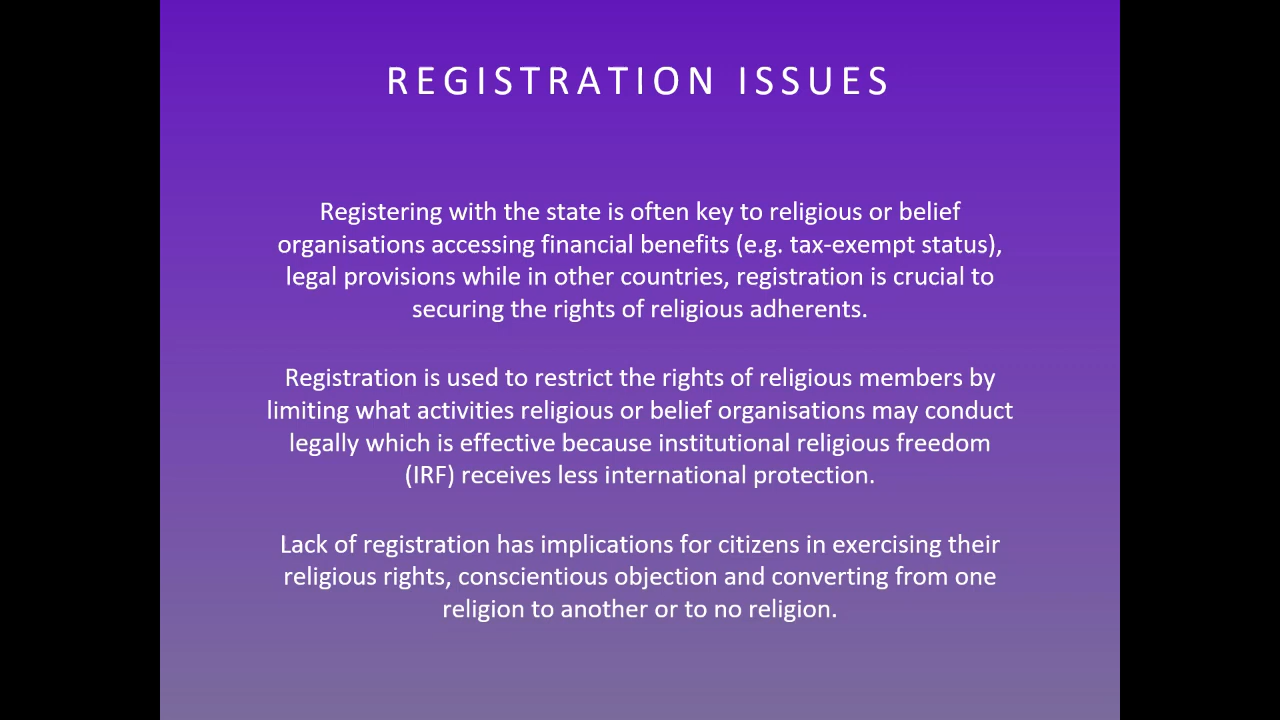 REGISTRATION ISSUES
Registering with the state is often key to religious or belief
organisations accessing financial benefits (e.g. tax-exempt status),
legal provisions while in other countries, registration is crucial to
securing the rights of religious adherents.
Registration is used to restrict the rights of religious members by
limiting what activities religious or belief organisations may conduct
legally which is effective because institutional religious freedom
(IRF) receives less international protection.
Lack of registration has implications for citizens in exercising their
religious rights, conscientious objection and converting from one
religion to another or to no religion.